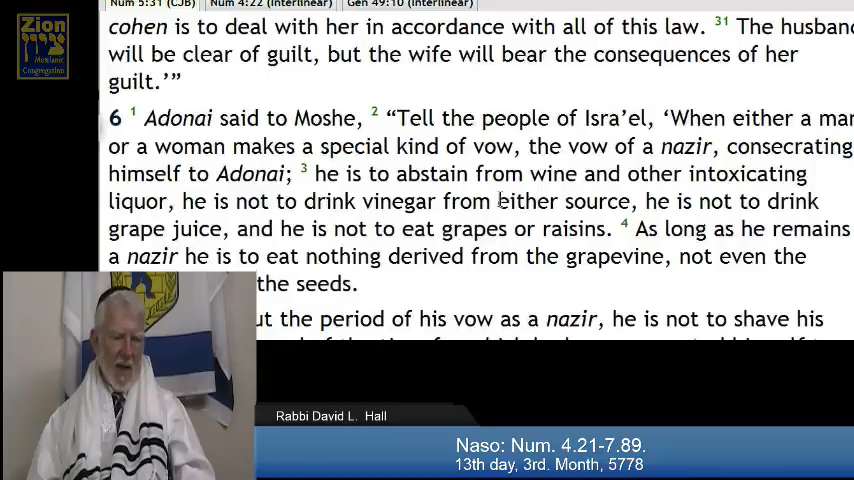 Num 5:31 (CJB) Num 4:22 (Interlinear) Gen 49:10 (Interlinear)
Zion
ציון
Messianic
Congregation
cohen is to deal with her in accordance with all of this law. 31 The husband
will be clear of guilt, but the wife will bear the consequences of her
guilt.’”
6 1 Adonai said to Moshe, 2 “Tell the people of Isra’el, ‘When either a man
or a woman makes a special kind of vow, the vow of a nazir, consecrating
himself to Adonai; 3 he is to abstain from wine and other intoxicating
liquor, he is not to drink vinegar from either source, he is not to drink
grape juice, and he is not to eat grapes or raisins. 4 As long as he remains
a nazir he is to eat nothing derived from the grapevine, not even the
the seeds.
the period of his vow as a nazir, he is not to shave his
Rabbi David L. Hall
Naso: Num. 4.21-7.89.
13th day, 3rd. Month, 5778